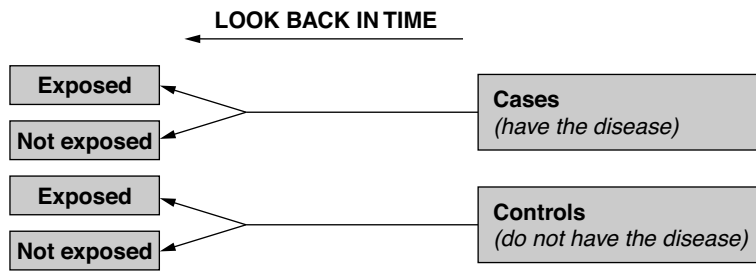 LOOK BACK IN TIME
Exposed
Not exposed
Cases
(have the disease)
Exposed
Not exposed
Controls
(do not have the disease)